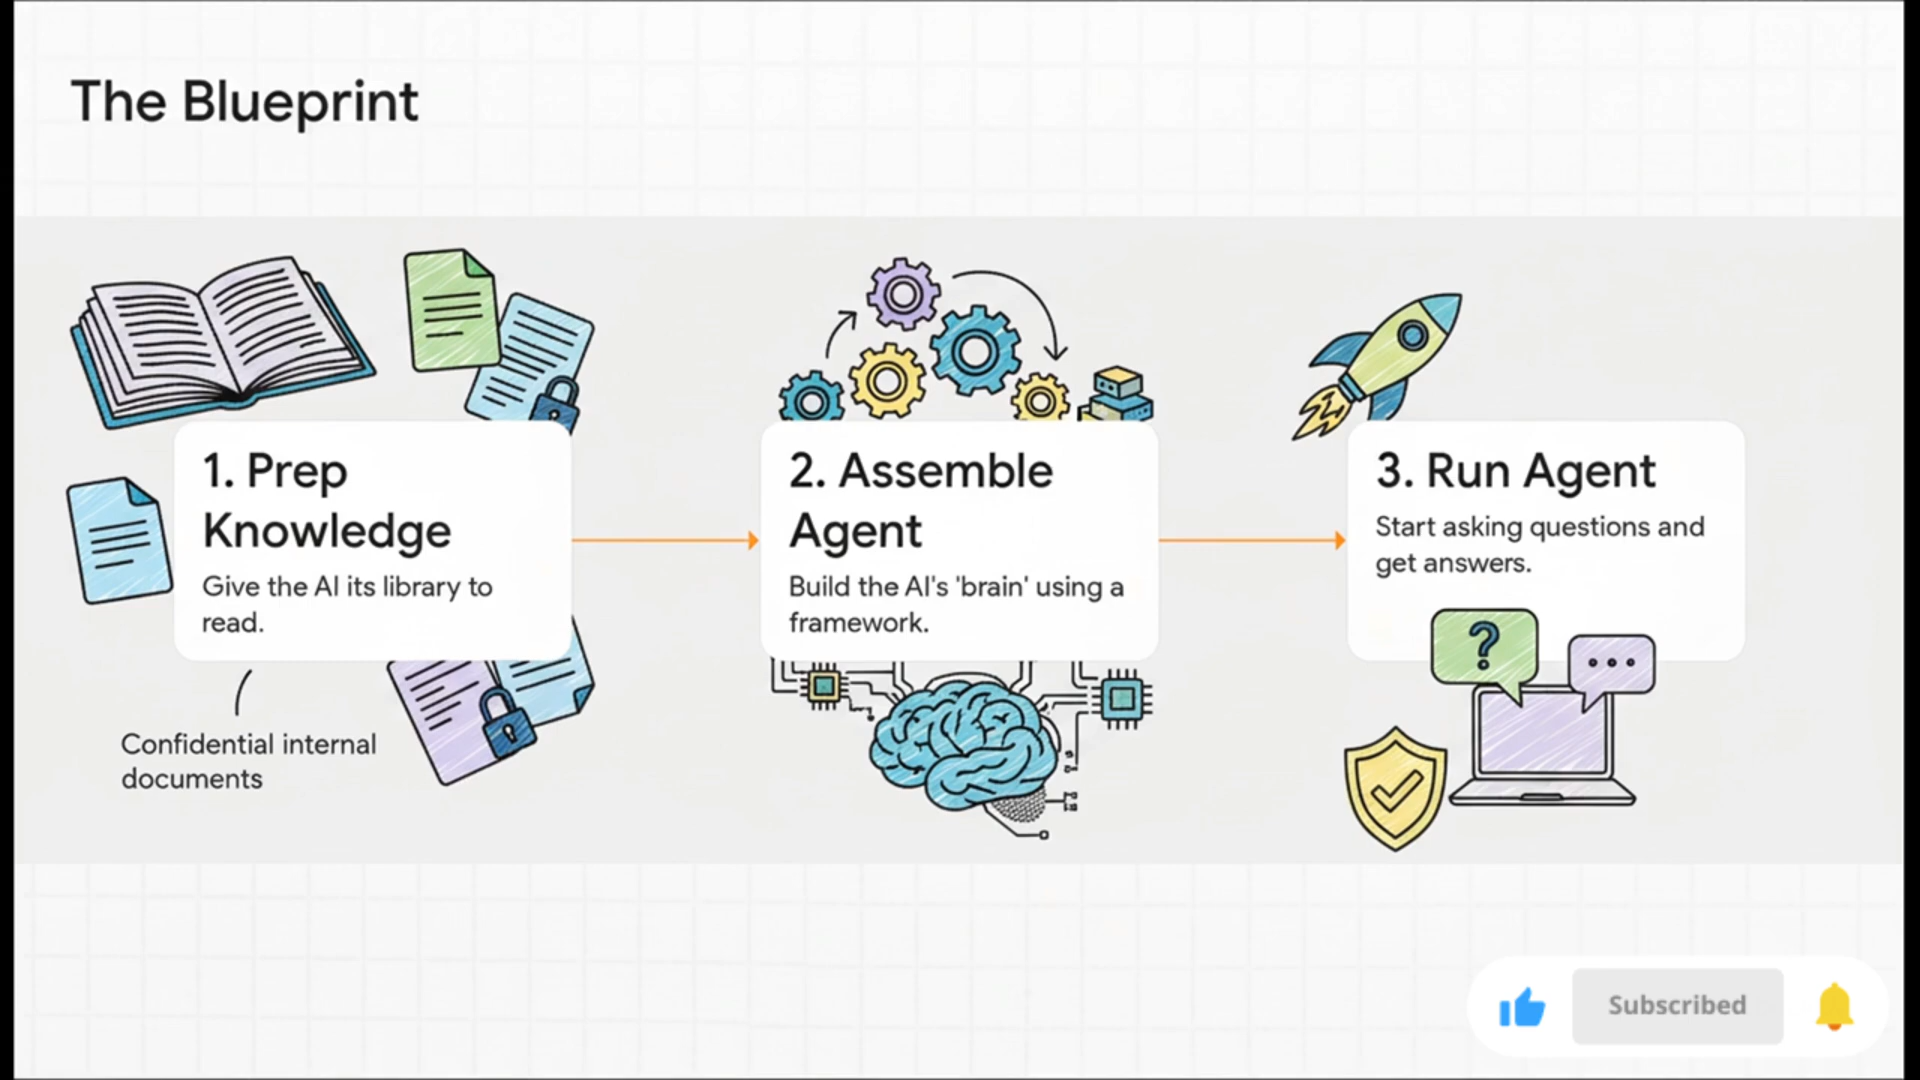 The Blueprint
1. Prep
Knowledge
Give the AI its library to
read.
Confidential internal
documents
2. Assemble
Agent
Build the AI's 'brain' using a
framework.
3. Run Agent
Start asking questions and
get answers.
?
Subscribed